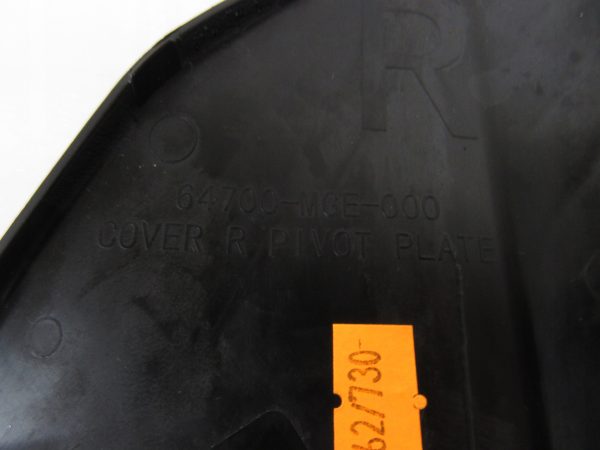 R
64700-MGE-000
COVER R PIVOT PLATE
62/730